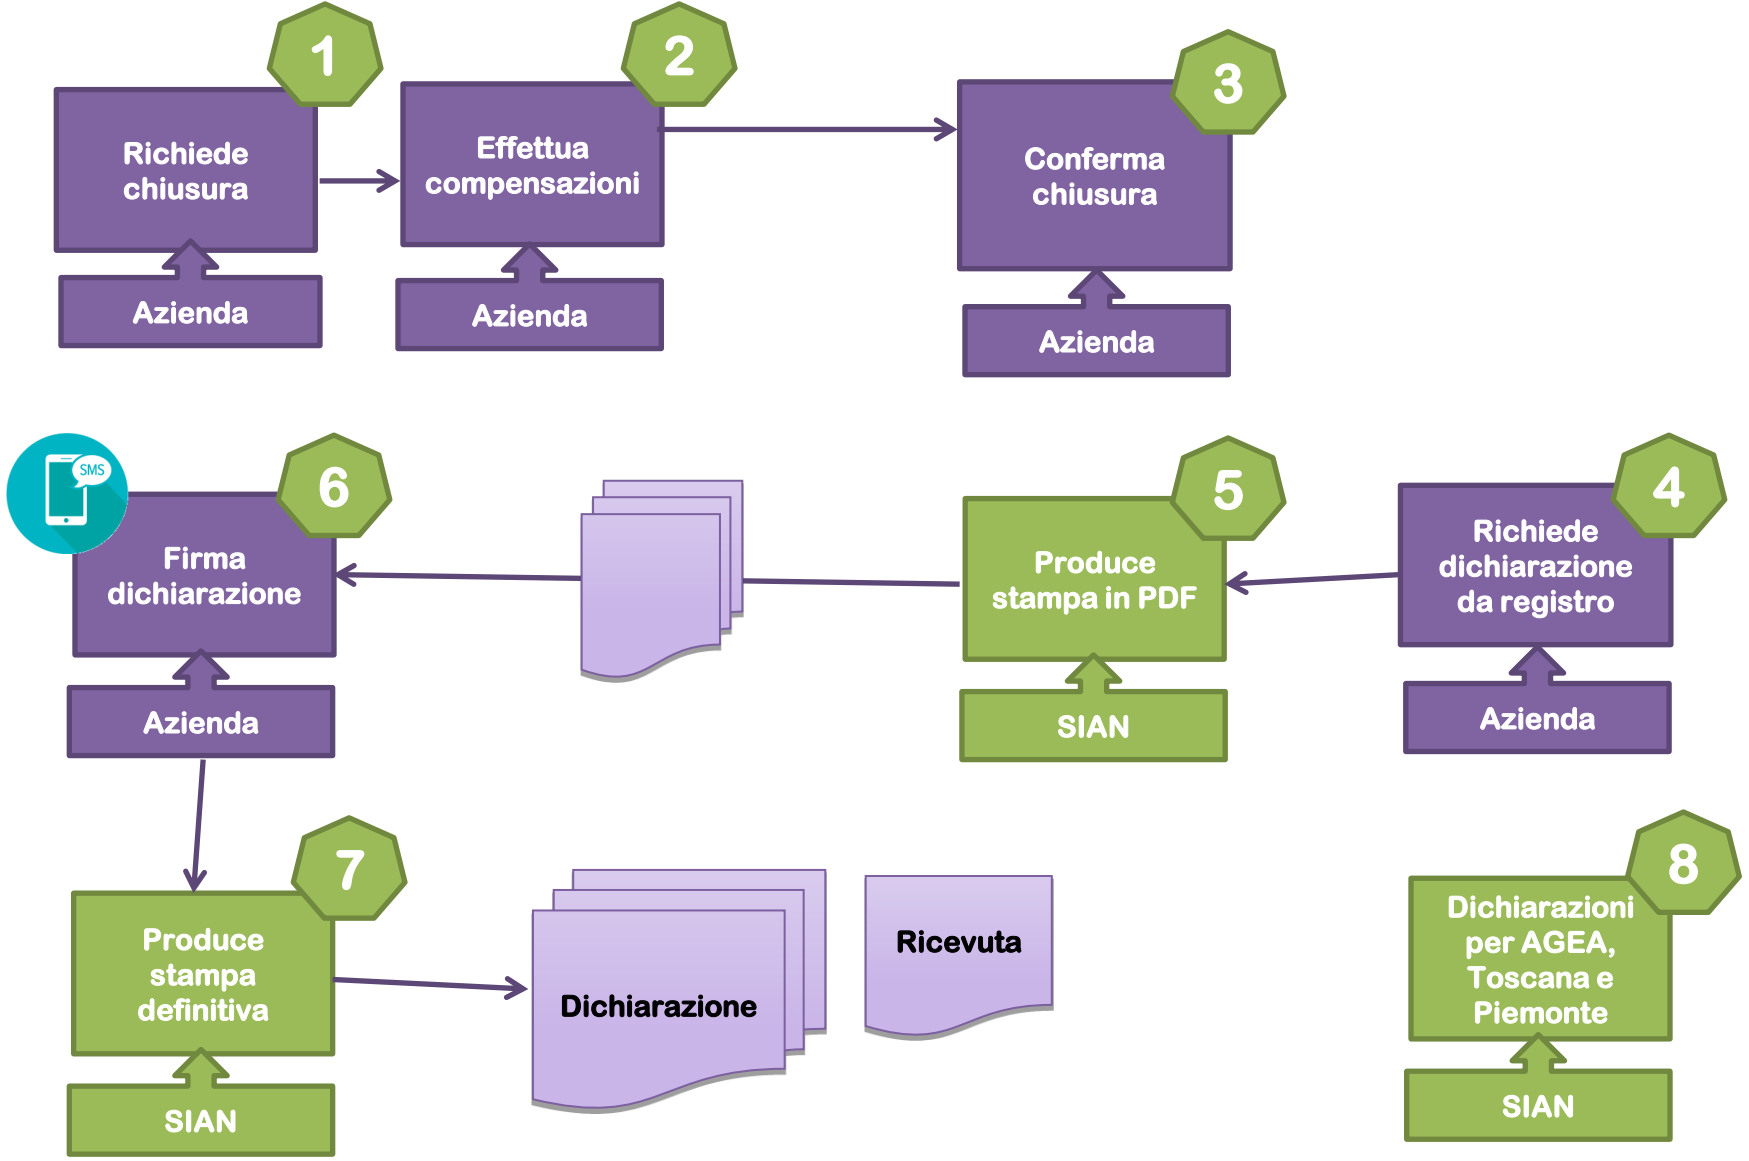 1
Richiede
chiusura
Azienda
2
Effettua
compensazioni
Azienda
3
Conferma
chiusura
Azienda
4
Richiede
dichiarazione
da registro
Azienda
5
Produce
stampa in PDF
SIAN
SMS
6
Firma
dichiarazione
Azienda
7
Produce
stampa
definitiva
SIAN
Dichiarazione
Ricevuta
8
Dichiarazioni
per AGEA,
Toscana e
Piemonte
SIAN